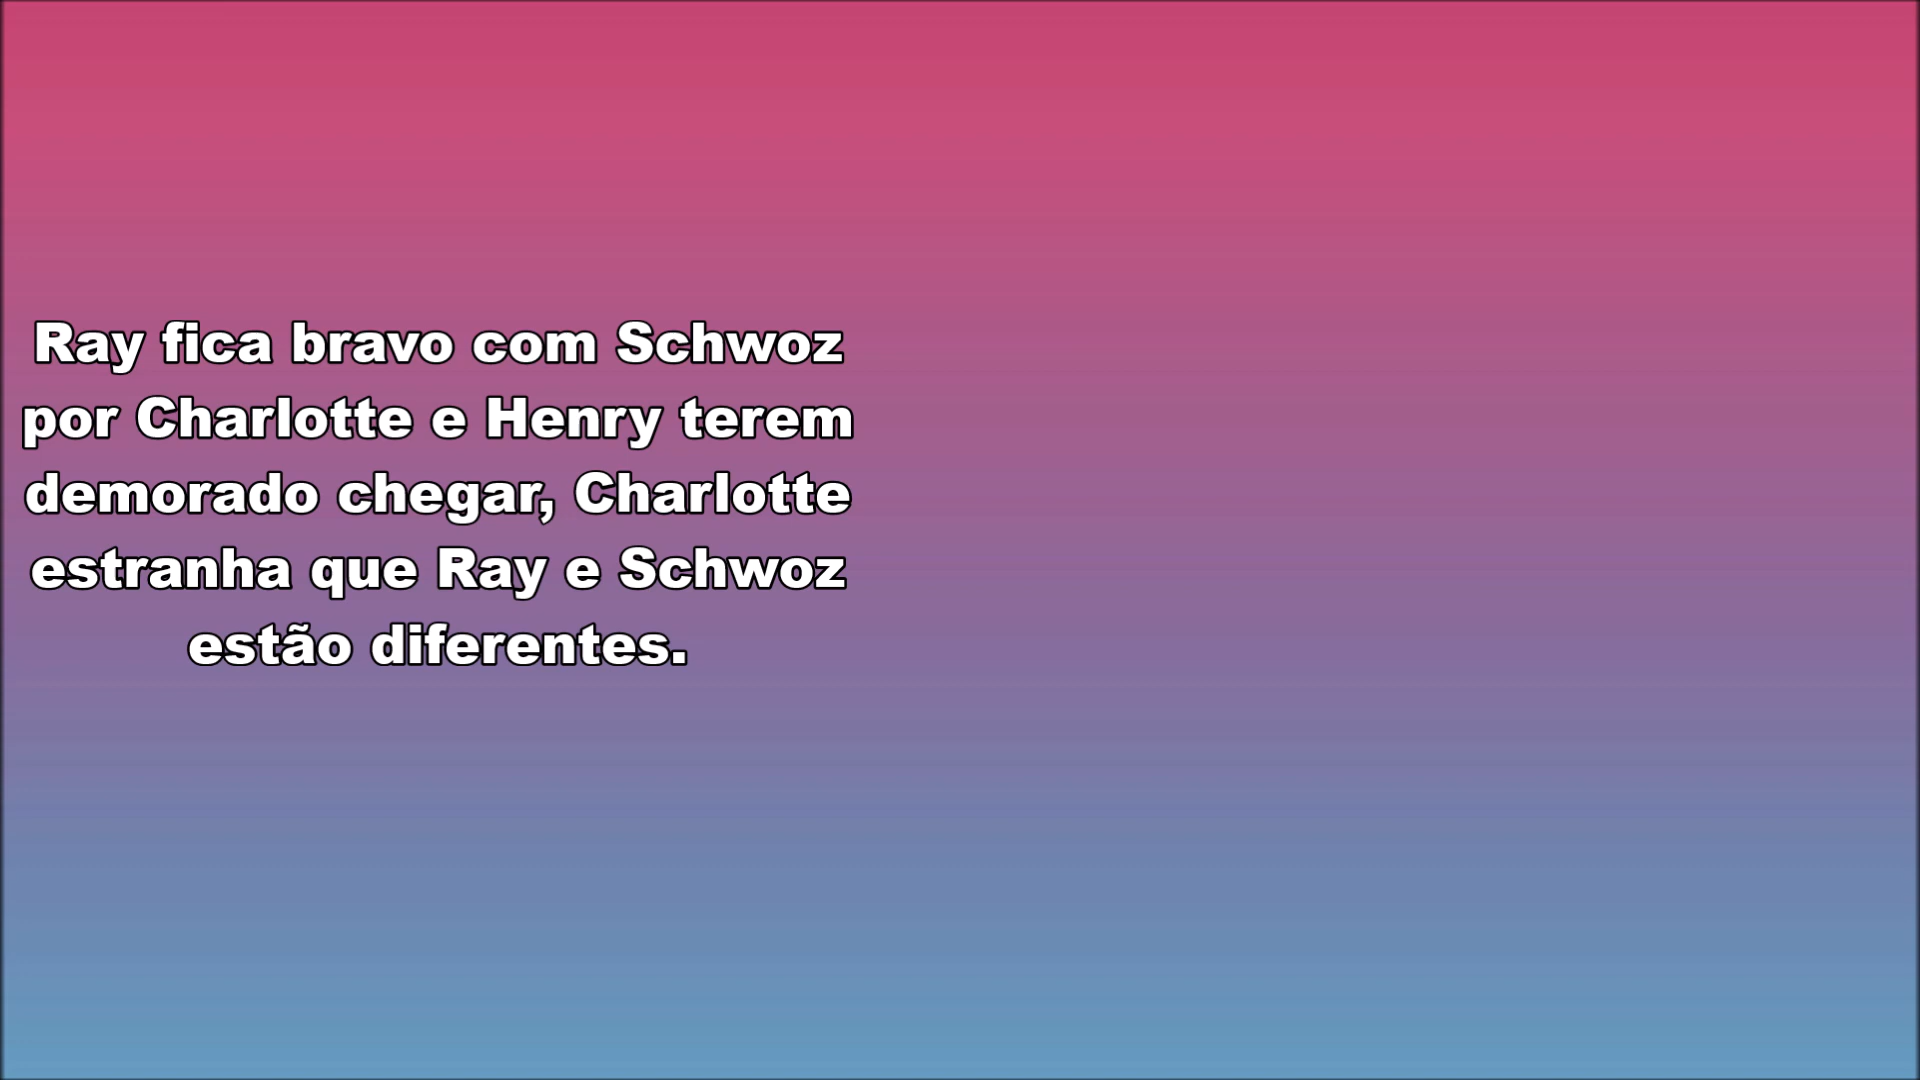 Ray fica bravo com Schwoz
por Charlotte e Henry terem
demorado chegar, Charlotte
estranha que Ray e Schwoz
estão diferentes.